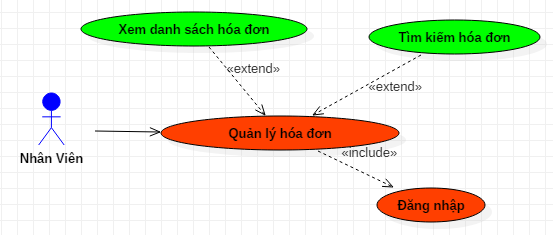 Xem danh sách hóa đơn
Tìm kiếm hóa đơn
«extend»
«extend»
Quản lý hóa đơn
«include»
Nhân Viên
Đăng nhập